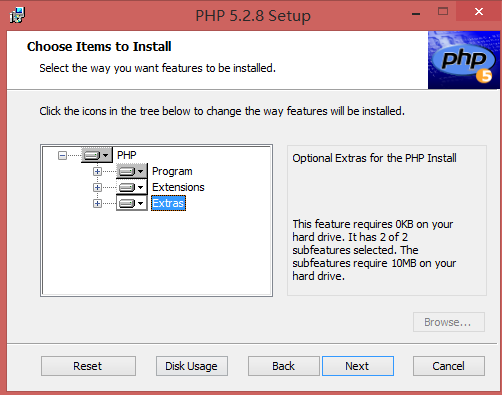 PHP 5.2.8 Setup
Choose Items to Install
Select the way you want features to be installed.
php
5
Click the icons in the tree below to change the way features will be installed.
PHP
Program
Extensions
Extras
Optional Extras for the PHP Install
This feature requires 0KB on your
hard drive. It has 2 of 2
subfeatures selected. The
subfeatures require 10MB on your
hard drive.
Browse...
Reset
Disk Usage
Back
Next
Cancel